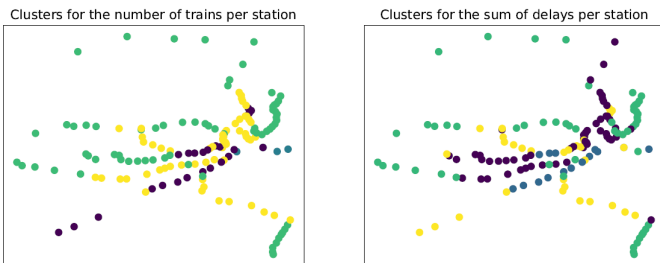 Clusters for the number of trains per station
Clusters for the sum of delays per station